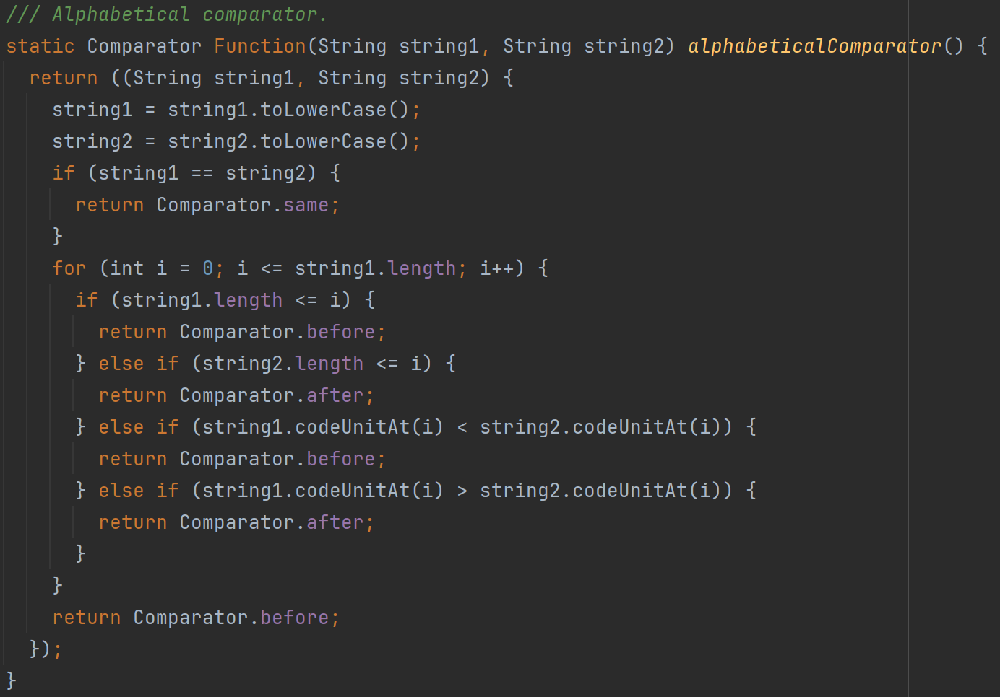 /// Alphabetical comparator.
static Comparator Function(String string1, String string2) alphabeticalComparator() {
  return ((String string1, String string2) {
    string1 = string1.toLowerCase();
    string2 = string2.toLowerCase();
    if (string1 == string2) {
      return Comparator.same;
    }
    for (int i = 0; i <= string1.length; i++) {
      if (string1.length <= i) {
        return Comparator.before;
      } else if (string2.length <= i) {
        return Comparator.after;
      } else if (string1.codeUnitAt(i) < string2.codeUnitAt(i)) {
        return Comparator.before;
      } else if (string1.codeUnitAt(i) > string2.codeUnitAt(i)) {
        return Comparator.after;
      }
    }
    return Comparator.before;
  });
}